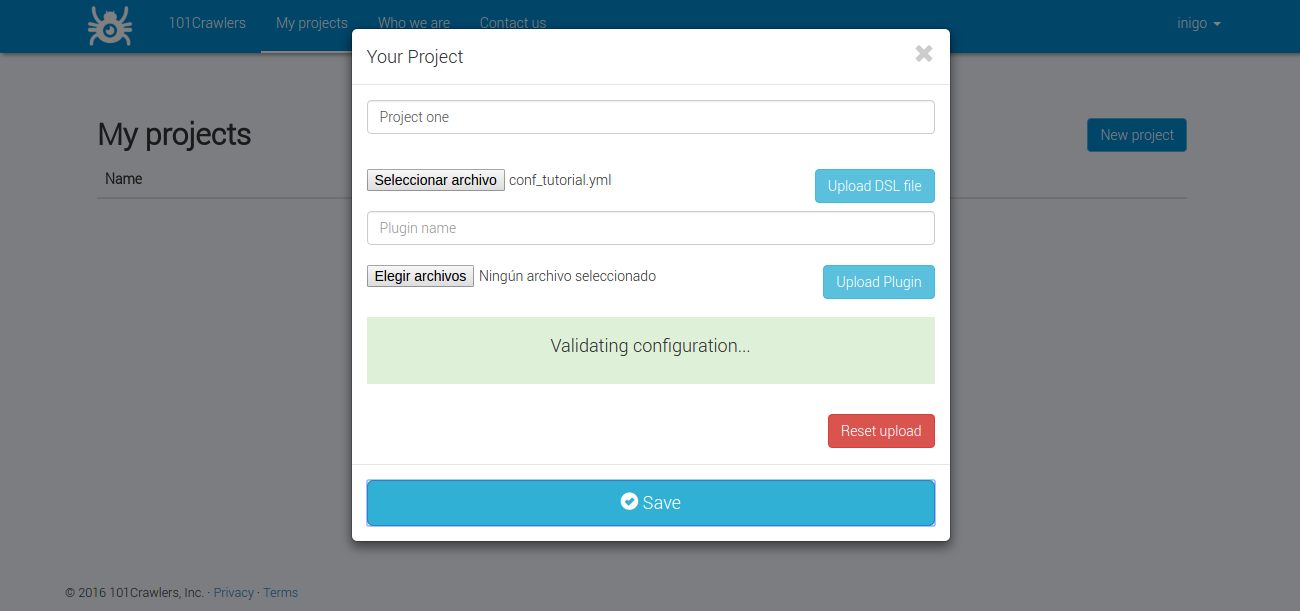 101Crawlers My projects Who we are Contact us inigo
Your Project
Project one
My projects
New project
Seleccionar archivo conf_tutorial.yml
Upload DSL file
Name
Plugin name
Elegir archivos Ningún archivo seleccionado
Upload Plugin
Validating configuration...
Reset upload
Save
© 2016 101Crawlers, Inc. · Privacy · Terms